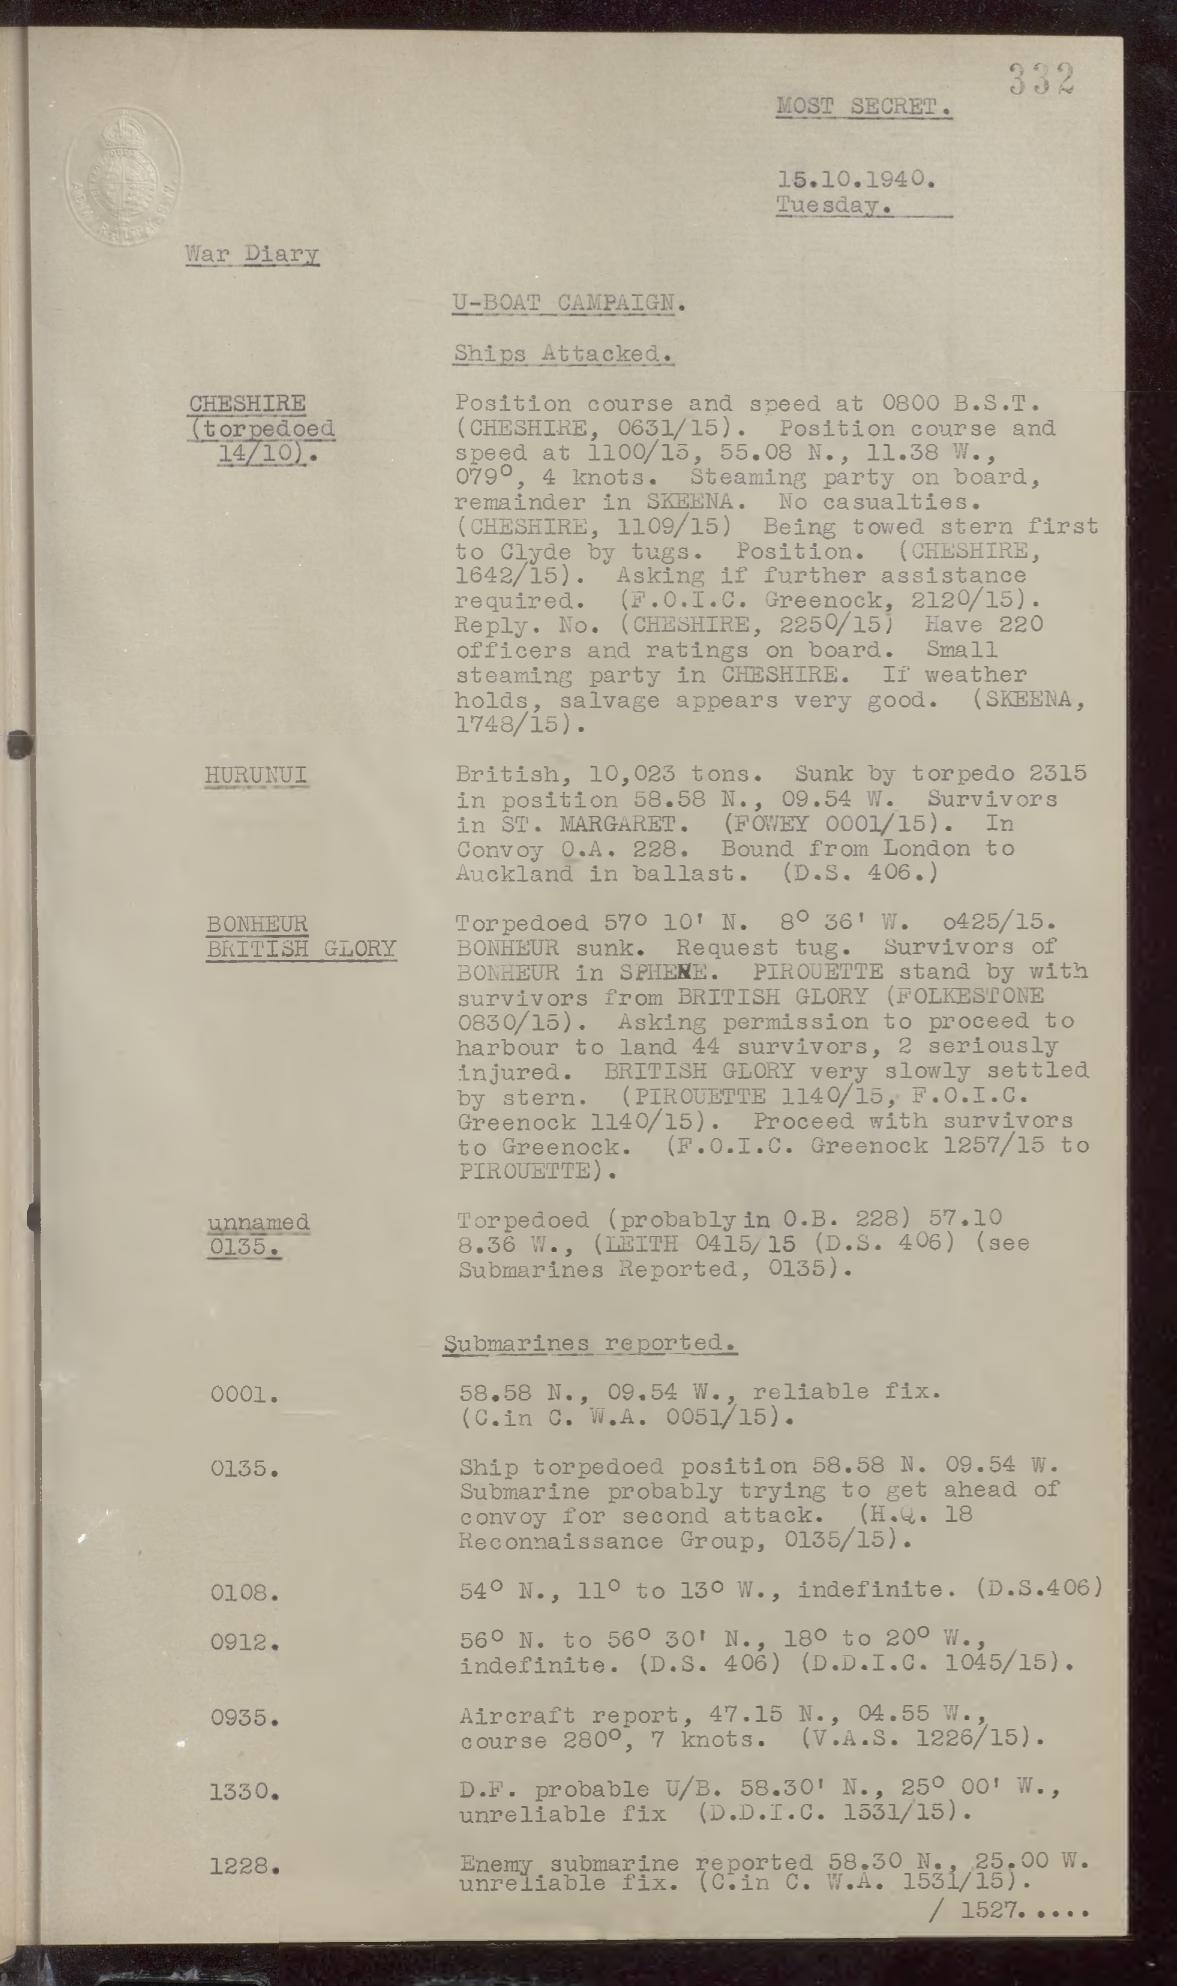 332
MOST SECRET.
15.10.1940.
Tuesday.
War Diary
U-BOAT CAMPAIGN.
Ships Attacked.
CHESHIRE
(torpedoed
14/10).
Position course and speed at 0800 B.S.T.
(CHESHIRE, 0631/15). Position course and
speed at 1100/15, 55.08 N., 11.38 W.,
079°, 4 knots. Steaming party on board,
remainder in SKEENA. No casualties.
(CHESHIRE, 1109/15) Being towed stern first
to Clyde by tugs. Position. (CHESHIRE,
1642/15). Asking if further assistance
required. (F.O.I.C. Greenock, 2120/15).
Reply. No. (CHESHIRE, 2250/15) Have 220
officers and ratings on board. Small
steaming party in CHESHIRE. If weather
holds, salvage appears very good. (SKEENA,
1748/15).
HURUNUI
British, 10,023 tons. Sunk by torpedo 2315
in position 58.58 N., 09.54 W. Survivors
in ST. MARGARET. (FOWEY 0001/15). In
Convoy O.A. 228. Bound from London to
Auckland in ballast. (D.S. 406.)
BONHEUR
BRITISH GLORY
Torpedoed 57° 10' N. 8° 36' W. o425/15.
BONHEUR sunk. Request tug. Survivors of
BONHEUR in SPHENE. PIROUETTE stand by with
survivors from BRITISH GLORY (FOLKESTONE
0830/15). Asking permission to proceed to
harbour to land 44 survivors, 2 seriously
injured. BRITISH GLORY very slowly settled
by stern. (PIROUETTE 1140/15, F.O.I.C.
Greenock 1140/15). Proceed with survivors
to Greenock. (F.O.I.C. Greenock 1257/15 to
PIROUETTE).
unnamed
0135.
Torpedoed (probably in O.B. 228) 57.10
8.36 W., (LEITH 0415/15 (D.S. 406) (see
Submarines Reported, 0135).
Submarines reported.
0001.
58.58 N., 09.54 W., reliable fix.
(C.in C. W.A. 0051/15).
0135.
Ship torpedoed position 58.58 N. 09.54 W.
Submarine probably trying to get ahead of
convoy for second attack. (H.Q. 18
Reconnaissance Group, 0135/15).
0108.
54° N., 11° to 13° W., indefinite. (D.S.406)
0912.
56° N. to 56° 30' N., 18° to 20° W.,
indefinite. (D.S. 406) (D.D.I.C. 1045/15).
0935.
Aircraft report, 47.15 N., 04.55 W.,
course 280°, 7 knots. (V.A.S. 1226/15).
1330.
D.F. probable U/B. 58.30' N., 25° 00' W.,
unreliable fix (D.D.I.C. 1531/15).
1228.
Enemy submarine reported 58.30 N., 25.00 W.
unreliable fix. (C.in C. W.A. 1531/15).
/ 1527.....